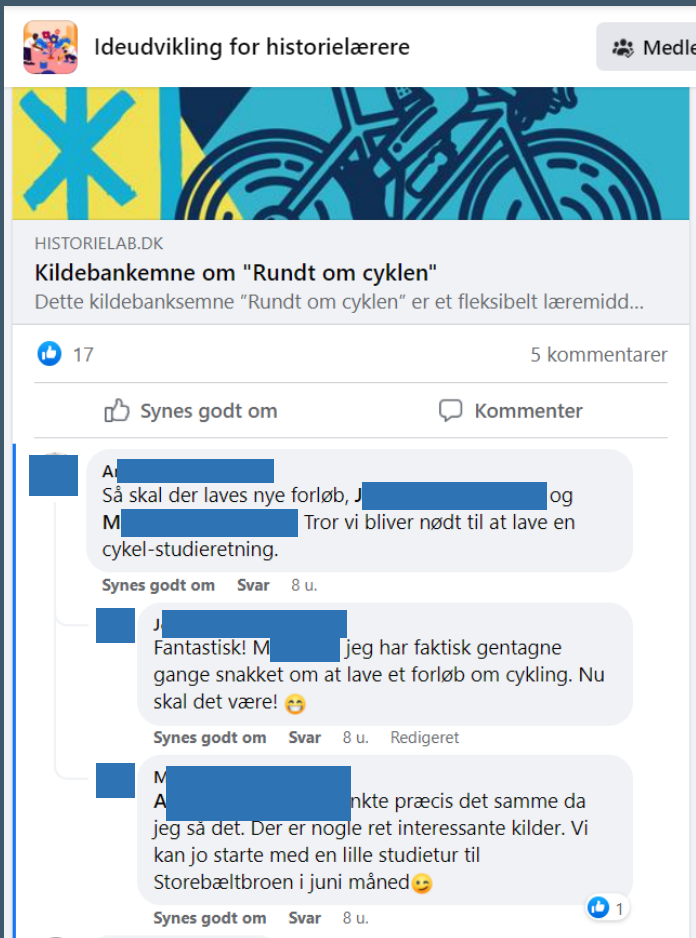 Ideudvikling for historielærere
HISTORIELAB.DK
Kildebankemne om "Rundt om cyklen"
Dette kildebanksemne "Rundt om cyklen" er et fleksibelt læremidd...
17
5 kommentarer
Synes godt om
Kommenter
Så skal der laves nye forløb, J
og
M
Tror vi bliver nødt til at lave en
cykel-studieretning.
Synes godt om Svar 8 u.
J
Fantastisk! M
jeg har faktisk gentagne
gange snakket om at lave et forløb om cykling. Nu
skal det være! 😁
Synes godt om Svar 8 u. Redigeret
M
A
præcis det samme da
jeg så det. Der er nogle ret interessante kilder. Vi
kan jo starte med en lille studietur til
Storebæltbroen i juni måned😉
1
Synes godt om Svar 8 u.